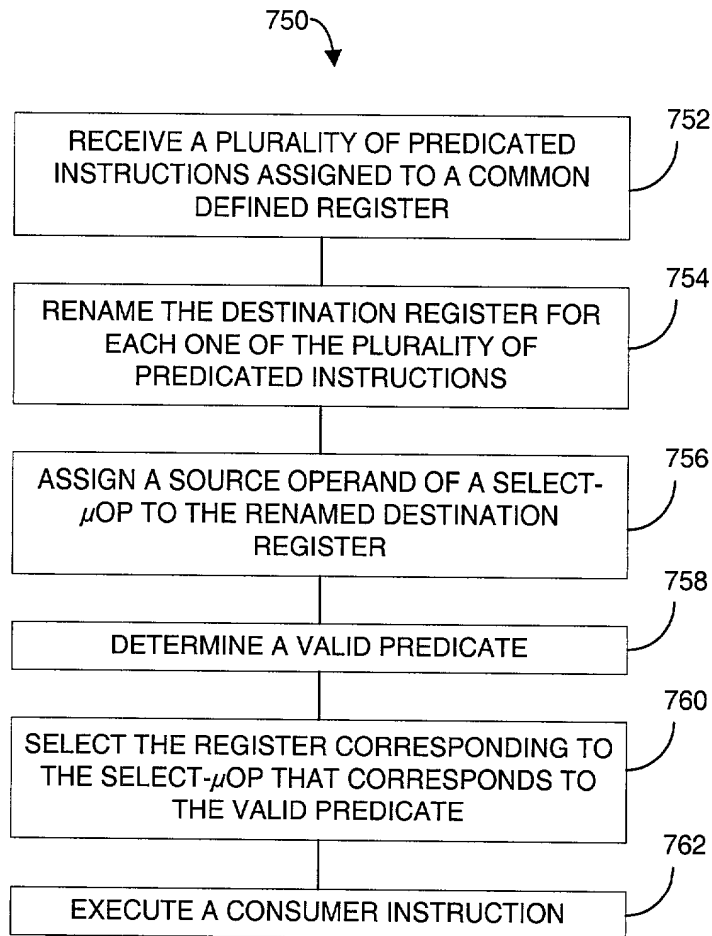 750
752
RECEIVE A PLURALITY OF PREDICATED
INSTRUCTIONS ASSIGNED TO A COMMON
DEFINED REGISTER
754
RENAME THE DESTINATION REGISTER FOR
EACH ONE OF THE PLURALITY OF
PREDICATED INSTRUCTIONS
756
ASSIGN A SOURCE OPERAND OF A SELECT-
μOP TO THE RENAMED DESTINATION
REGISTER
758
DETERMINE A VALID PREDICATE
760
SELECT THE REGISTER CORRESPONDING TO
THE SELECT-μOP THAT CORRESPONDS TO
THE VALID PREDICATE
762
EXECUTE A CONSUMER INSTRUCTION